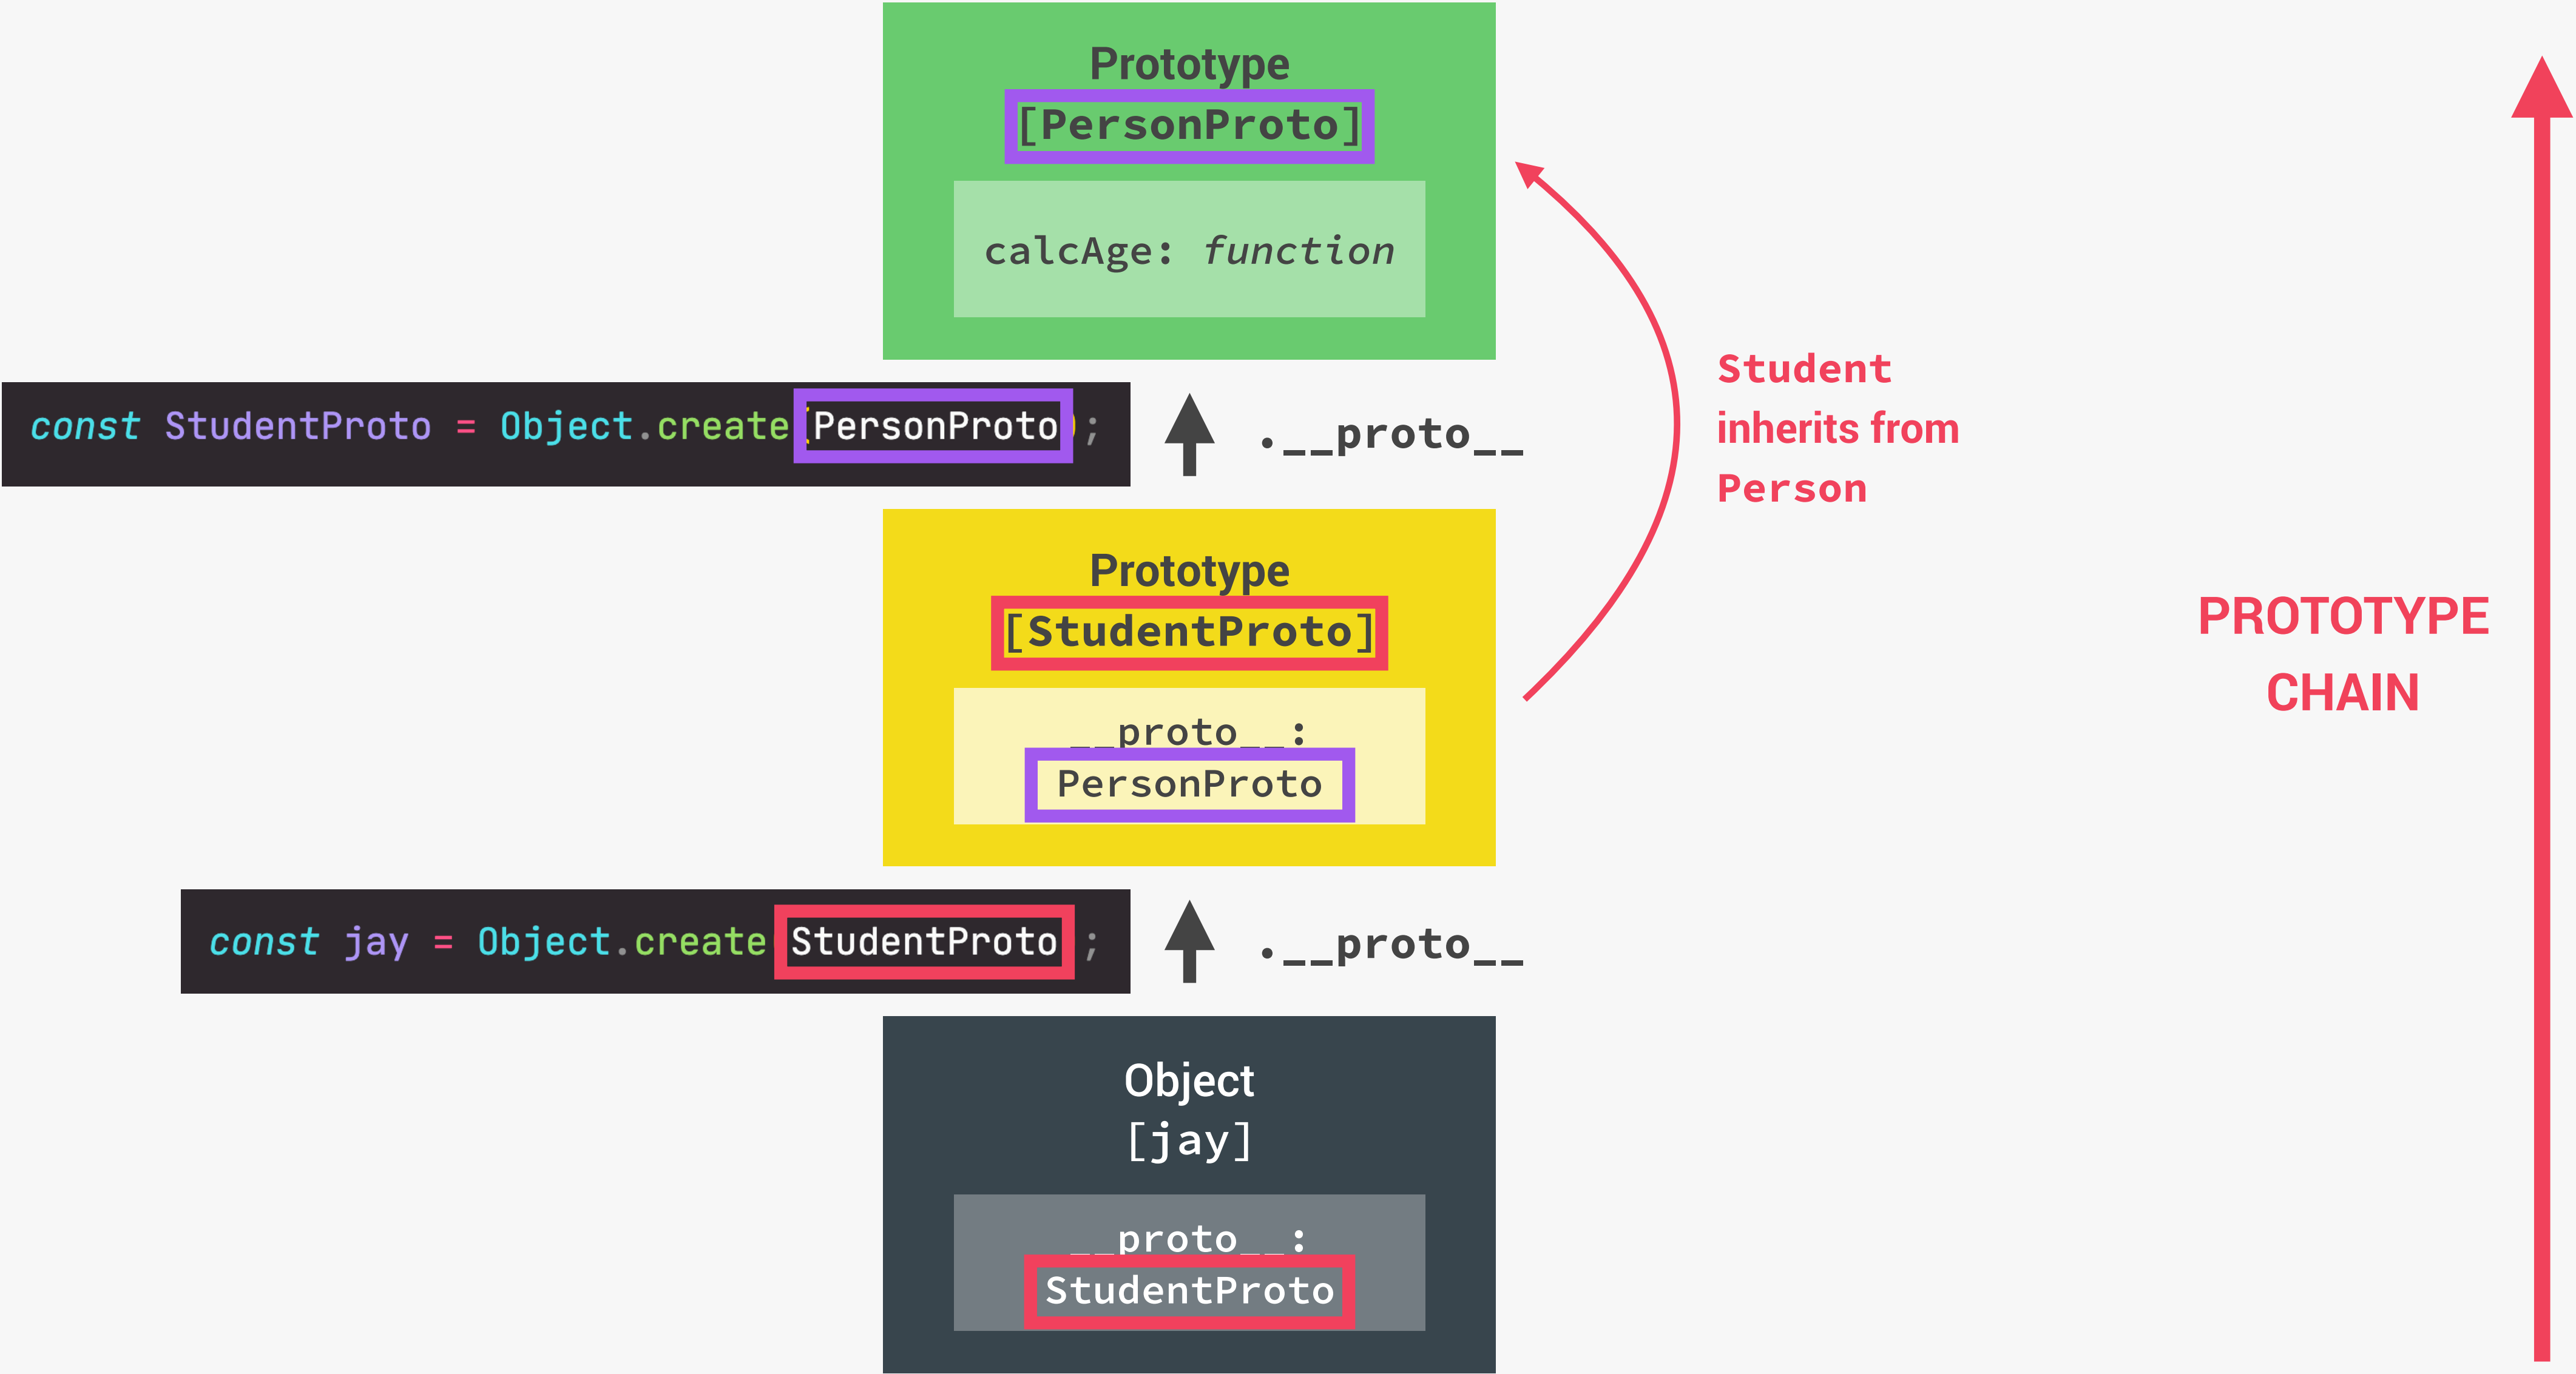 Prototype
[PersonProto]
calcAge: function
const StudentProto = Object.create(PersonProto);
.__proto__
Student
inherits from
Person
Prototype
[StudentProto]
__proto__:
PersonProto
PROTOTYPE
CHAIN
const jay = Object.create StudentProto ;
.__proto__
Object
[jay]
__proto__:
StudentProto